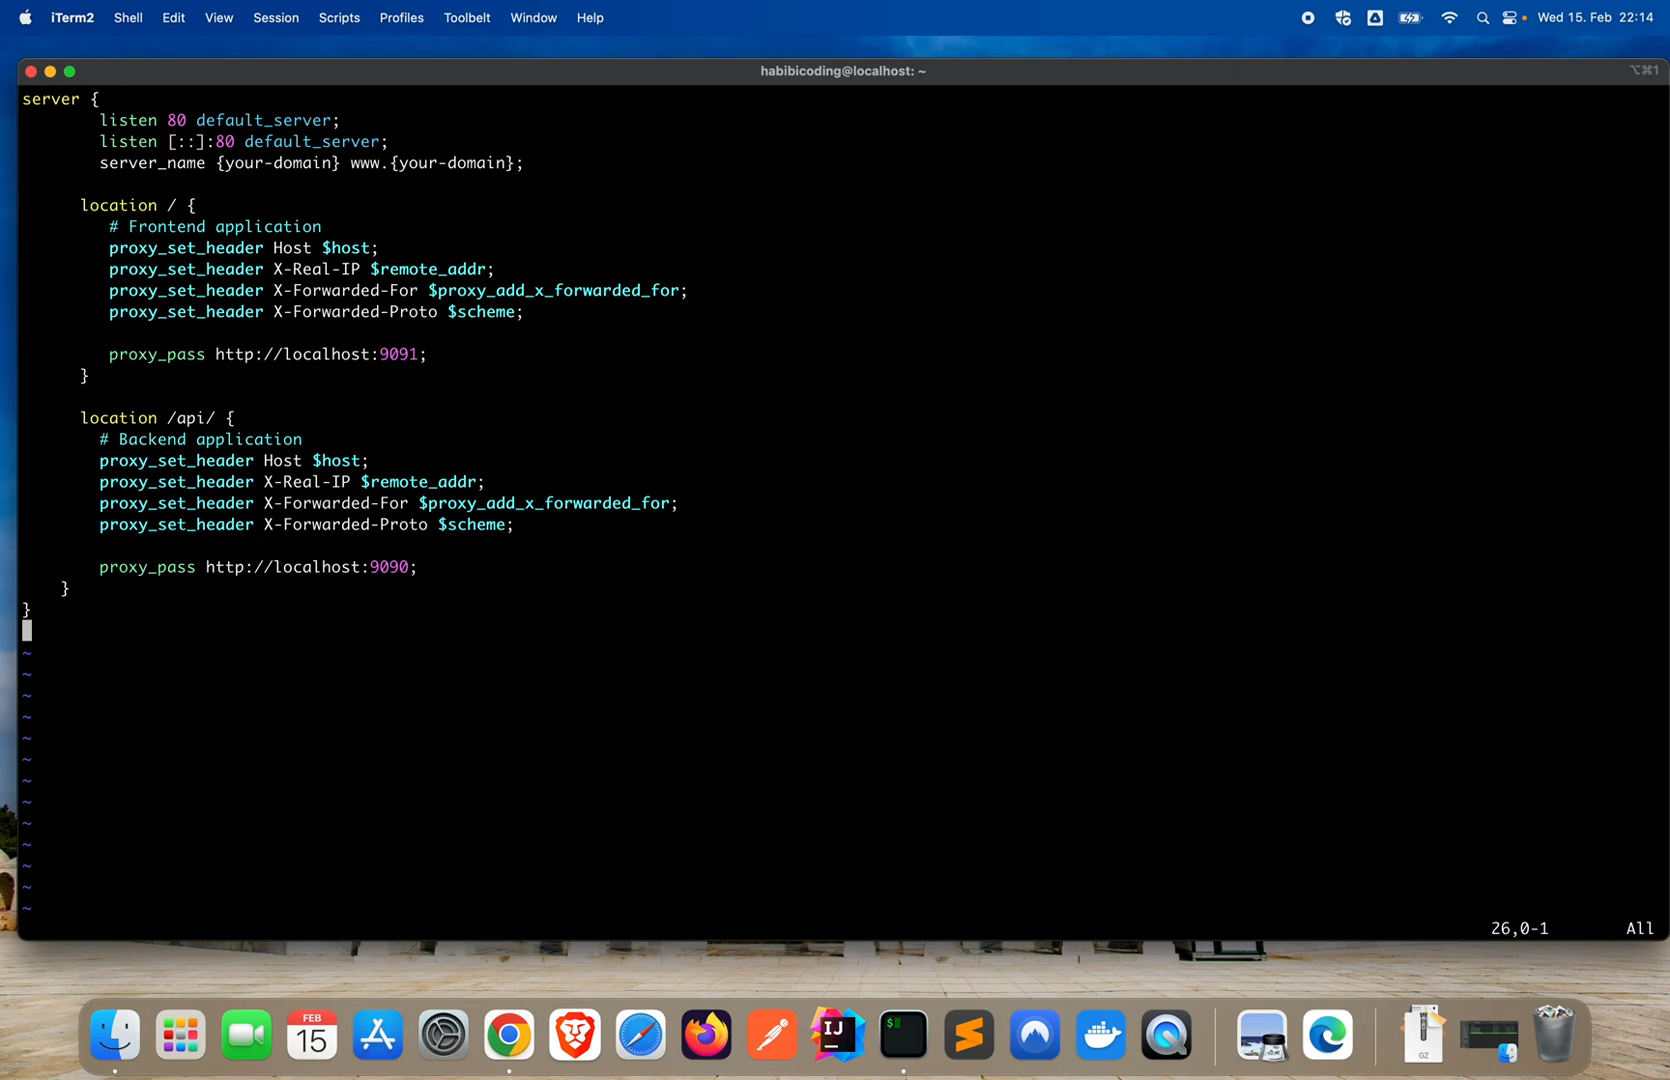 iTerm2 Shell Edit View Session Scripts Profiles Toolbelt Window Help Wed 15. Feb 22:14
habibicoding@localhost: ~ ⌥⌘1
server {
listen 80 default_server;
listen [::]:80 default_server;
server_name {your-domain} www.{your-domain};
location / {
# Frontend application
proxy_set_header Host $host;
proxy_set_header X-Real-IP $remote_addr;
proxy_set_header X-Forwarded-For $proxy_add_x_forwarded_for;
proxy_set_header X-Forwarded-Proto $scheme;
proxy_pass http://localhost:9091;
}
location /api/ {
# Backend application
proxy_set_header Host $host;
proxy_set_header X-Real-IP $remote_addr;
proxy_set_header X-Forwarded-For $proxy_add_x_forwarded_for;
proxy_set_header X-Forwarded-Proto $scheme;
proxy_pass http://localhost:9090;
}
}
~
~
~
~
~
~
~
~
~
~
~
~
~
26,0-1 All
FEB
15
IJ
$
GZ